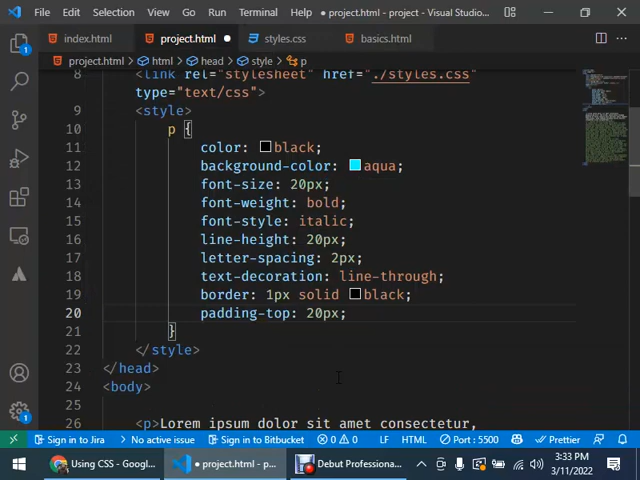 File Edit Selection View Go Run Terminal Help project.html - project - Visual Studio...
index.html project.html styles.css basics.html
project.html > html > head > style > p
8 <link rel="stylesheet" href="./styles.css"
type="text/css">
9 <style>
10 p {
11 color: black;
12 background-color: aqua;
13 font-size: 20px;
14 font-weight: bold;
15 font-style: italic;
16 line-height: 20px;
17 letter-spacing: 2px;
18 text-decoration: line-through;
19 border: 1px solid black;
20 padding-top: 20px;
21 }
22 </style>
23 </head>
24 <body>
25
26 <p>Lorem ipsum dolor sit amet consectetur,
Sign in to Jira No active issue Sign in to Bitbucket 0 0 LF HTML Port : 5500 Prettier
Using CSS - Googl... project.html - p... Debut Professiona... 3:33 PM
3/11/2022